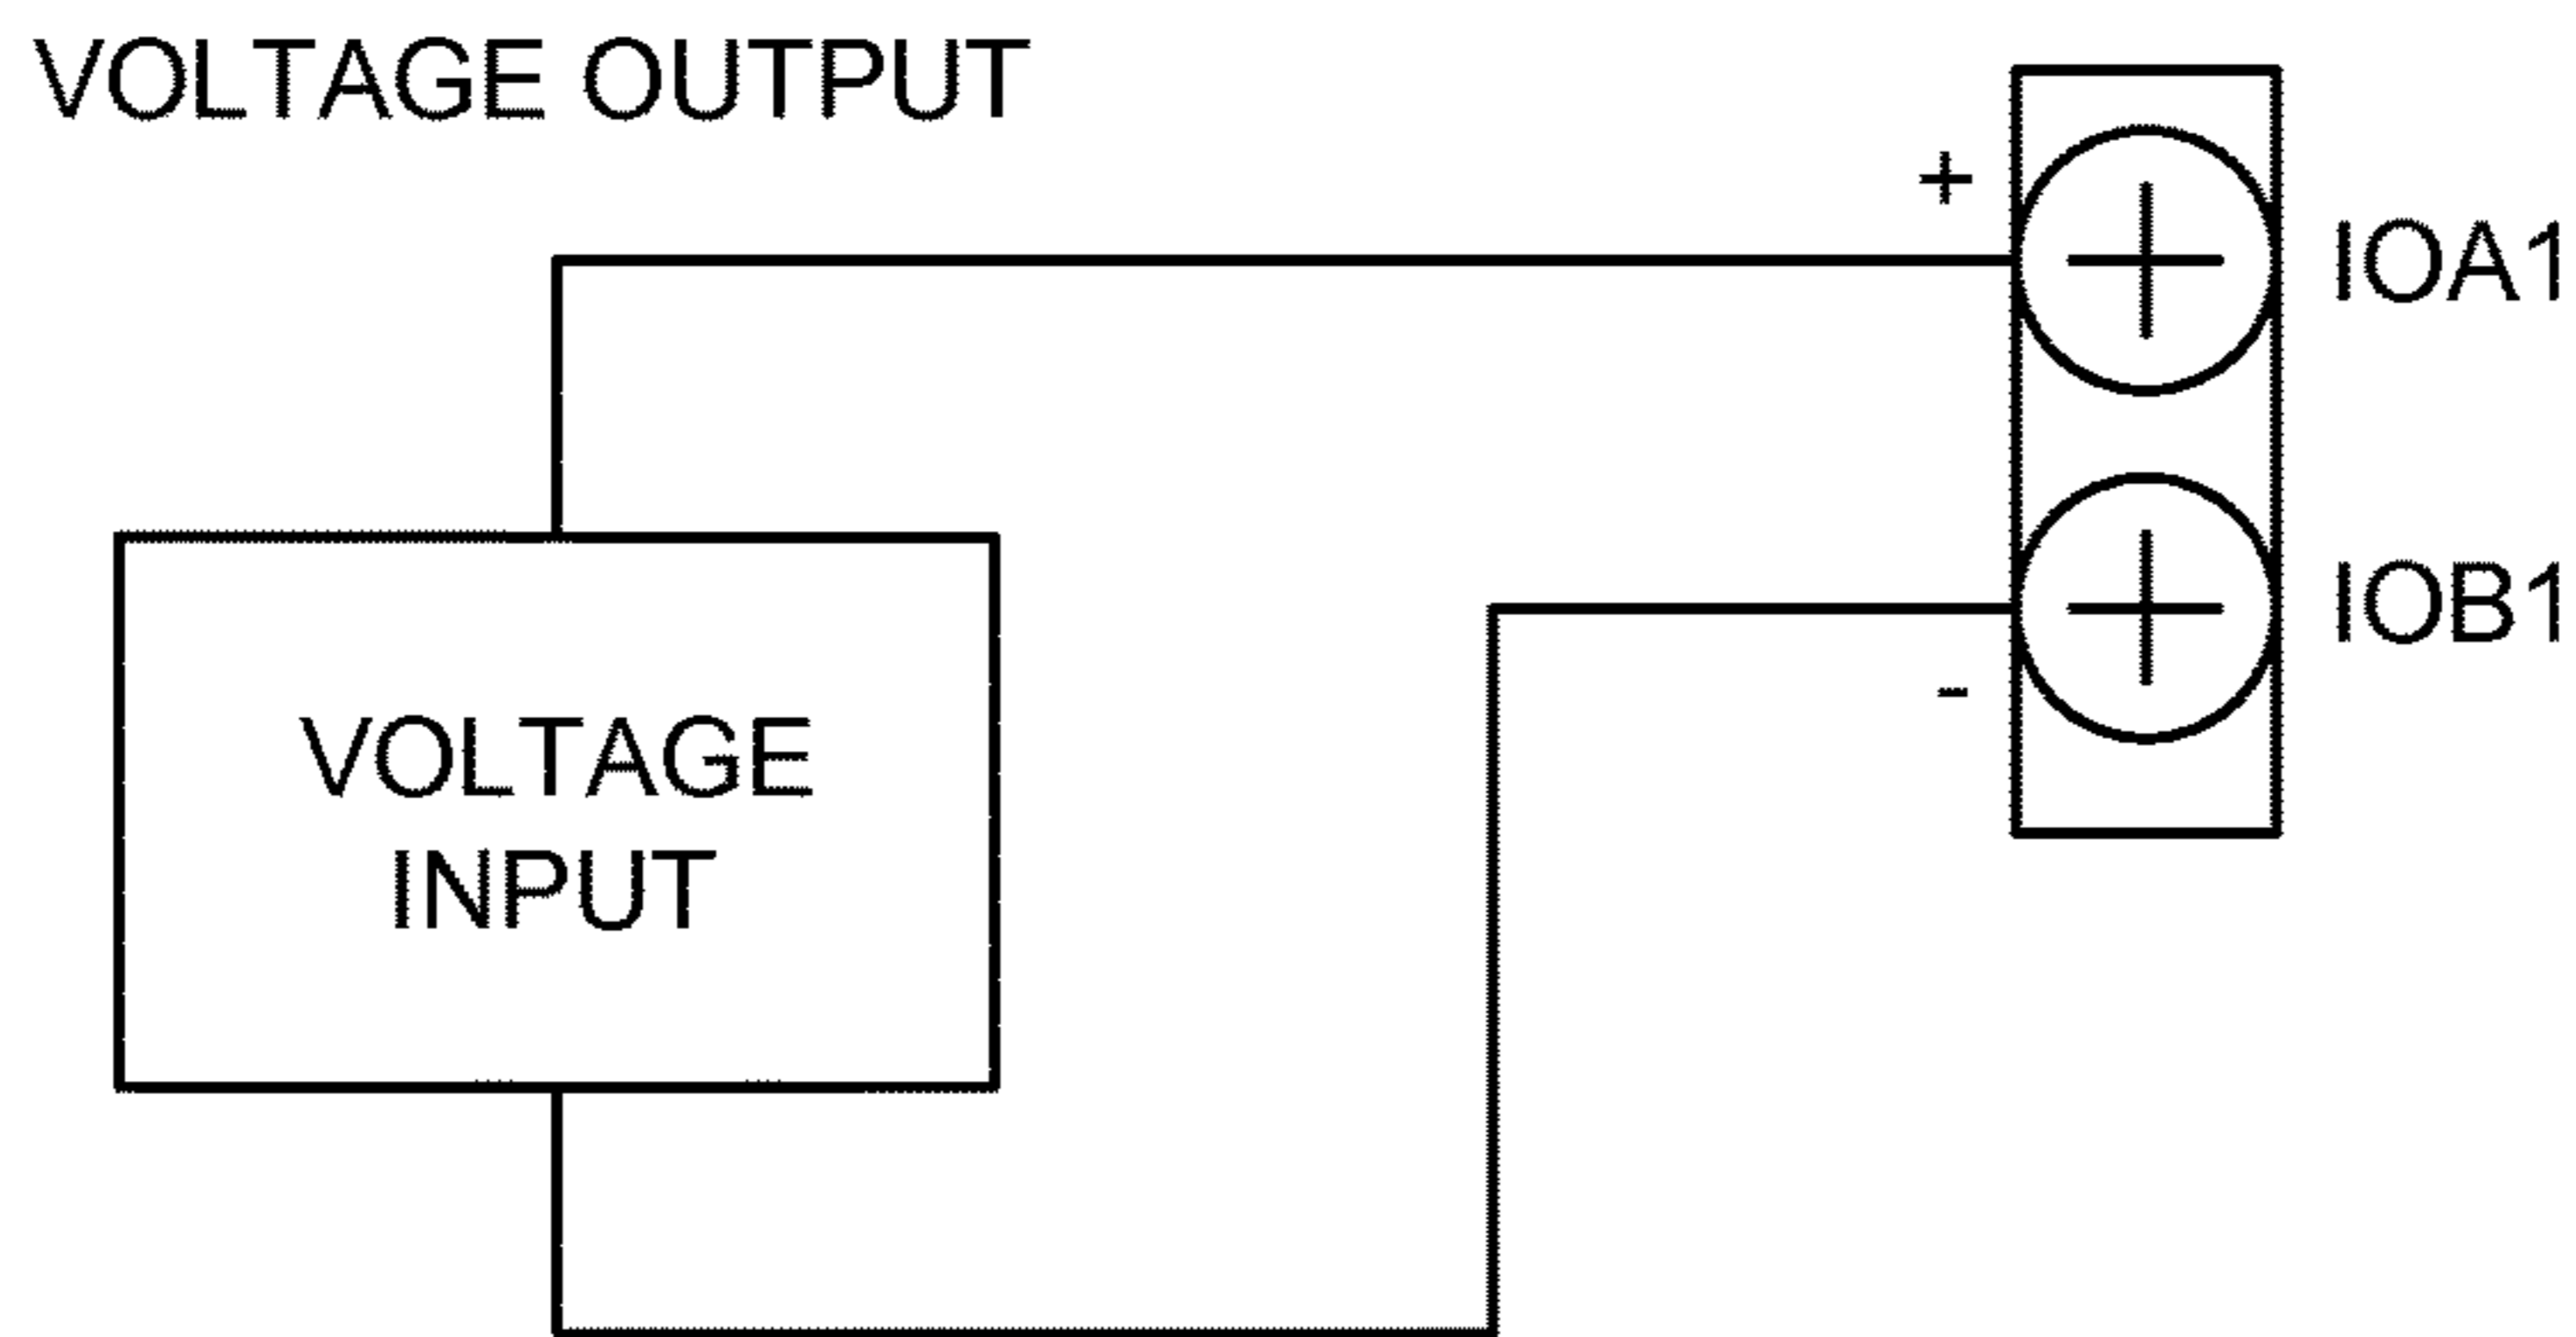 VOLTAGE OUTPUT
+
IOA1
IOB1
-
VOLTAGE
INPUT